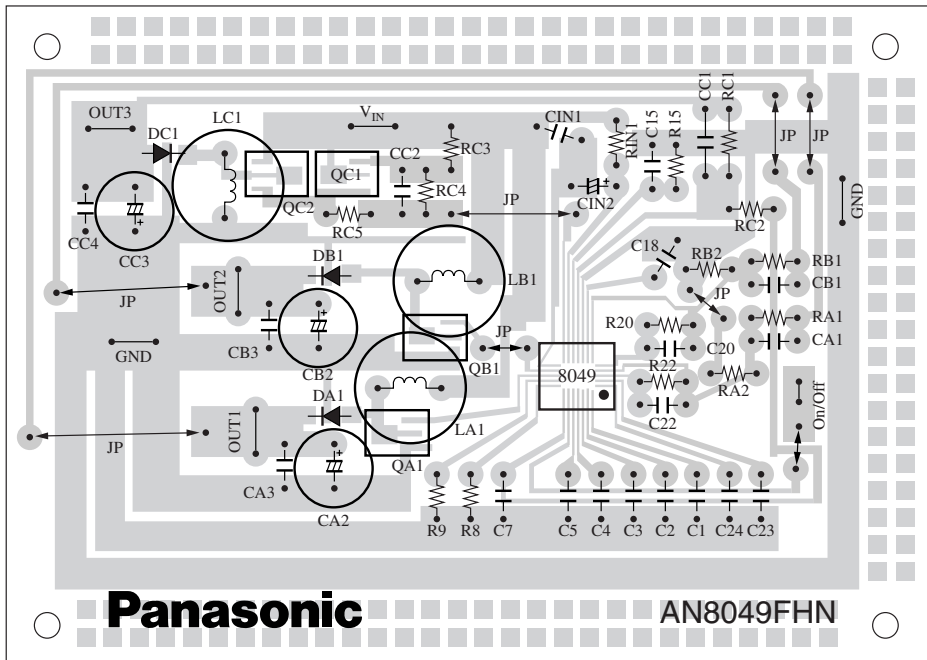 OUT3
LC1
VIN
CIN1
RIN1
C15
R15
CC1
RC1
DC1
RC3
CC2
QC1
RC4
JP
JP
QC2
RC5
JP
CIN2
RC2
GND
CC4
CC3
C18
RB2
RB1
DB1
OUT2
LB1
JP
CB1
JP
RA1
GND
CB3
CB2
JP
R20
C20
CA1
QB1
8049
R22
RA2
DA1
OUT1
LA1
C22
On/Off
JP
QA1
CA3
CA2
R9
R8
C7
C5
C4
C3
C2
C1
C24
C23
Panasonic
AN8049FHN